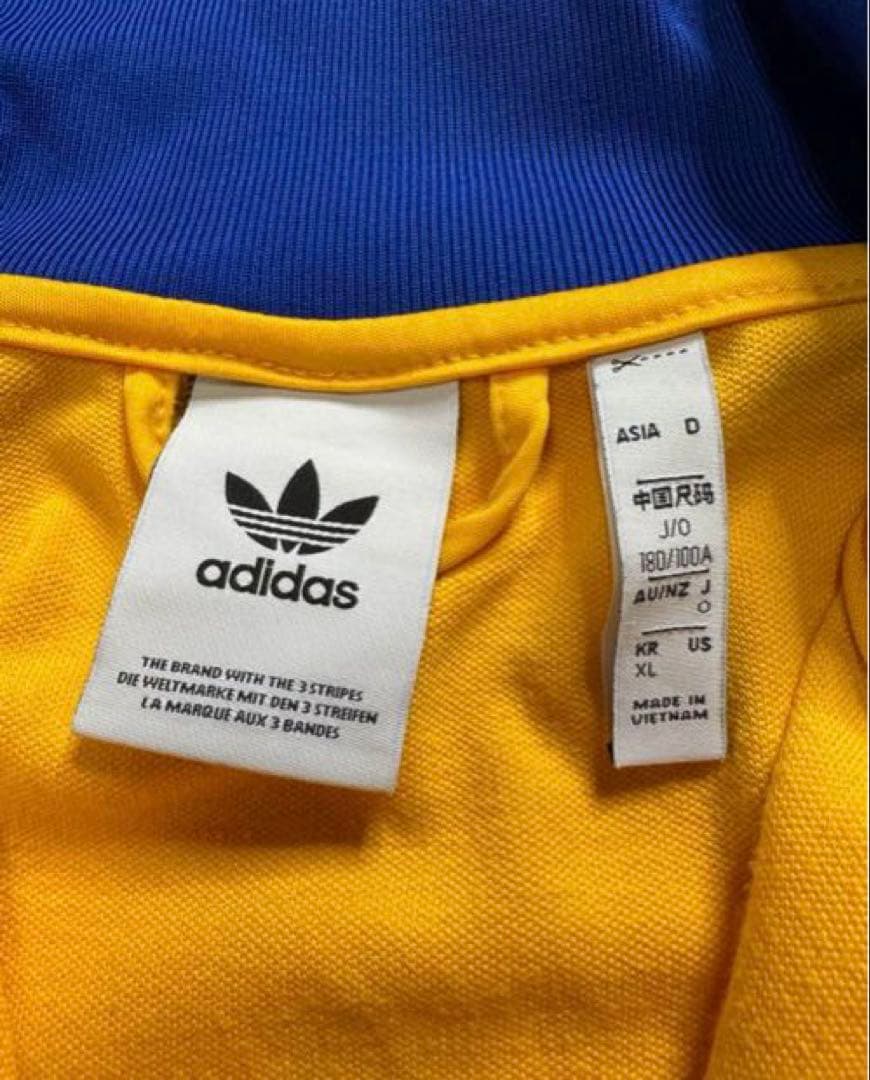 adidas
THE BRAND WITH THE 3 STRIPES
DIE WELTMARKE MIT DEN 3 STREIFEN
LA MARQUE AUX 3 BANDES
ASIA D
中国尺码
J/O
180/100A
AU/NZ J
O
KR US
XL
MADE IN
VIETNAM